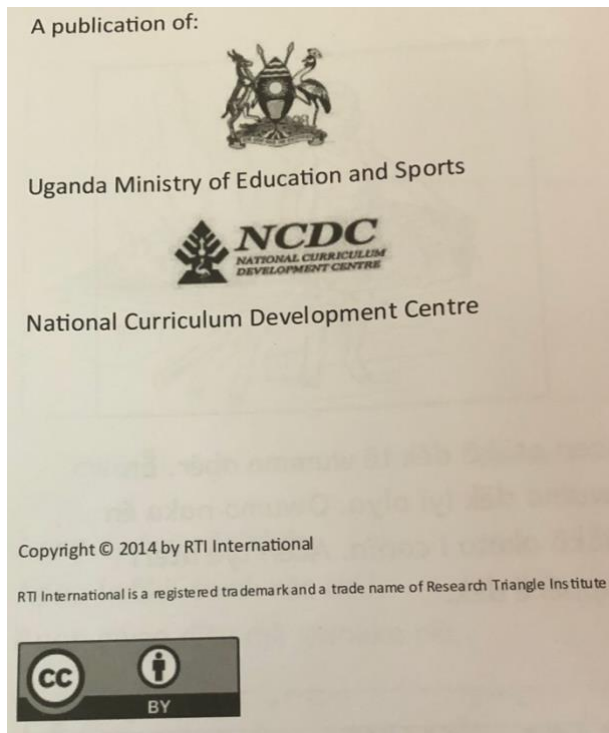 A publication of:
Uganda Ministry of Education and Sports
NCDC
NATIONAL CURRICULUM
DEVELOPMENT CENTRE
National Curriculum Development Centre
Copyright © 2014 by RTI International
RTI International is a registered trademark and a trade name of Research Triangle Institute
cc
BY